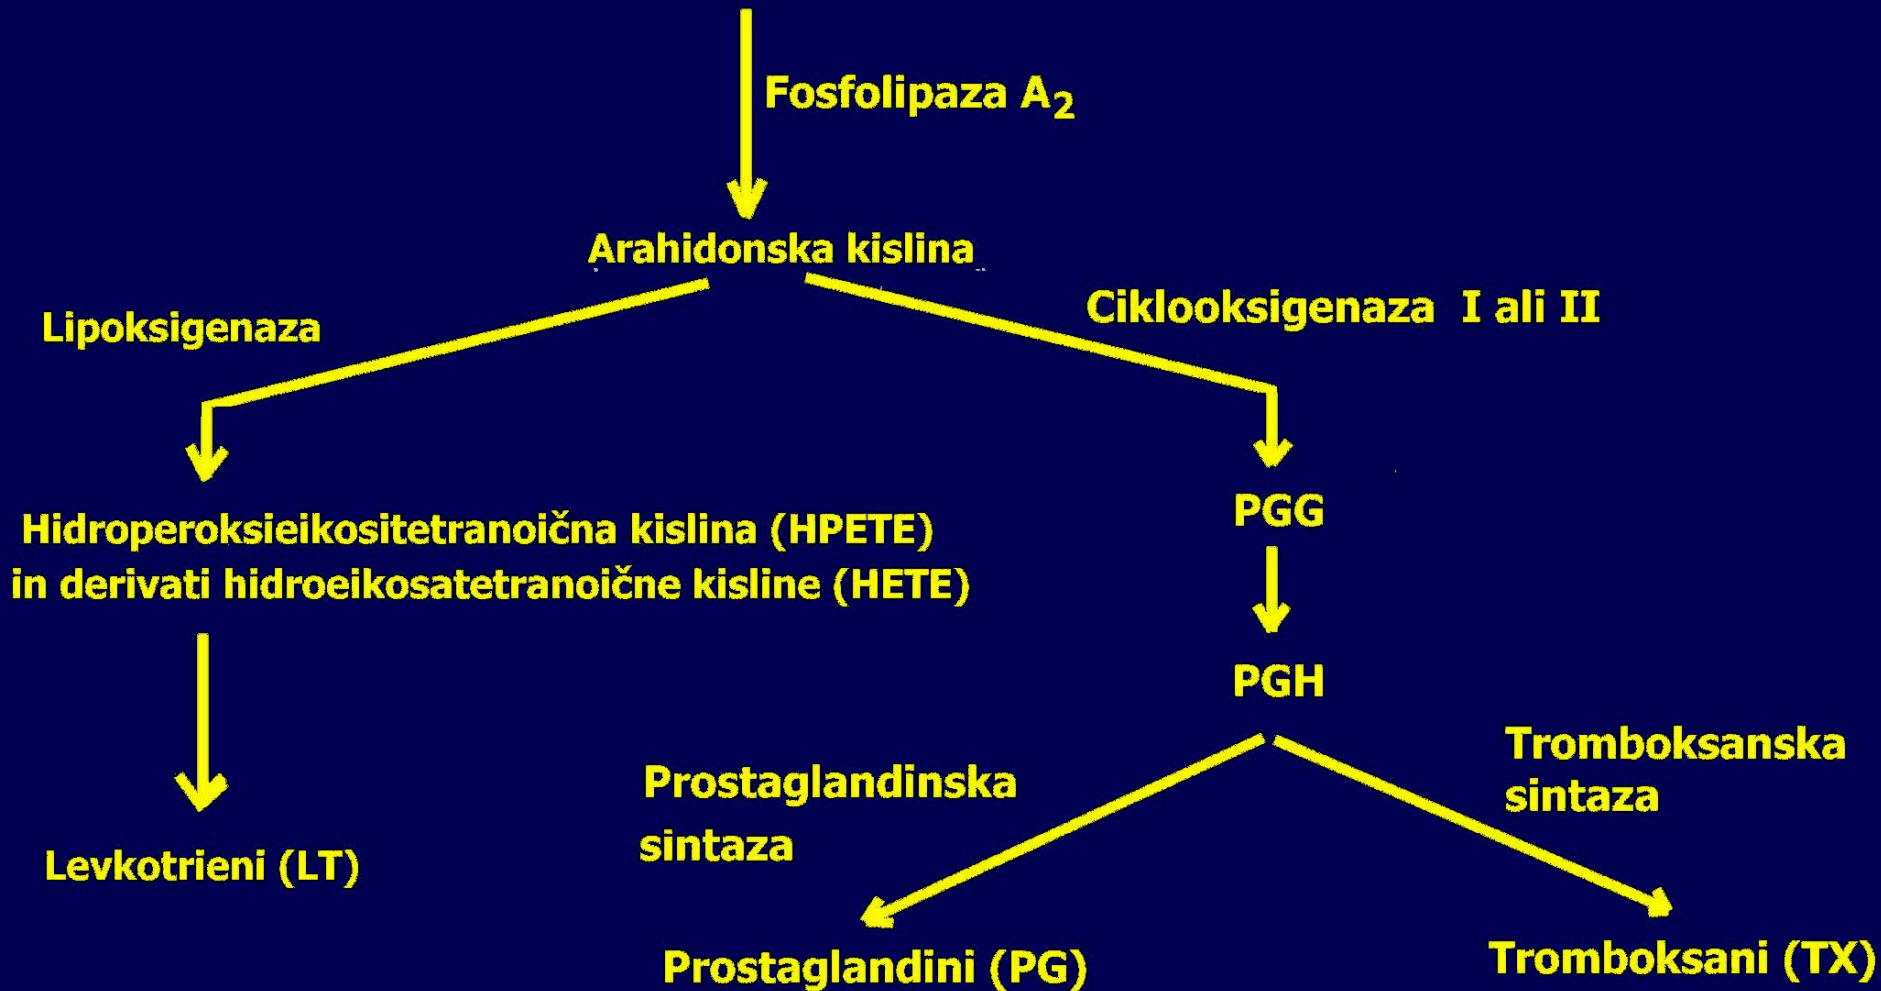 Fosfolipaza A2
Arahidonska kislina
Lipoksigenaza
Ciklooksigenaza I ali II
Hidroperoksieikositetranoična kislina (HPETE)
in derivati hidroeikosatetranoične kisline (HETE)
PGG
PGH
Prostaglandinska
sintaza
Tromboksanska
sintaza
Levkotrieni (LT)
Prostaglandini (PG)
Tromboksani (TX)